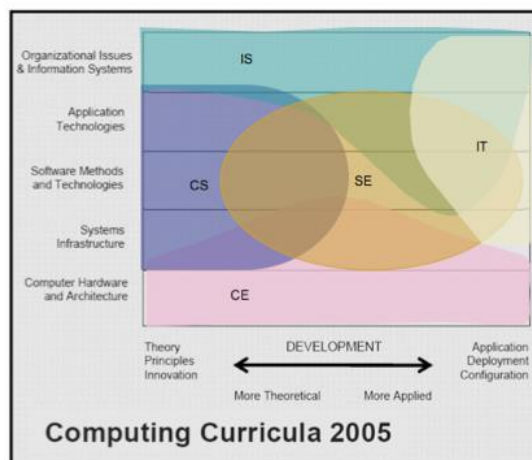 Organizational Issues
& Information Systems
IS
Application
Technologies
IT
Software Methods
and Technologies
CS
SE
Systems
Infrastructure
Computer Hardware
and Architecture
CE
Theory
Principles
Innovation
DEVELOPMENT
Application
Deployment
Configuration
More Theoretical
More Applied
Computing Curricula 2005